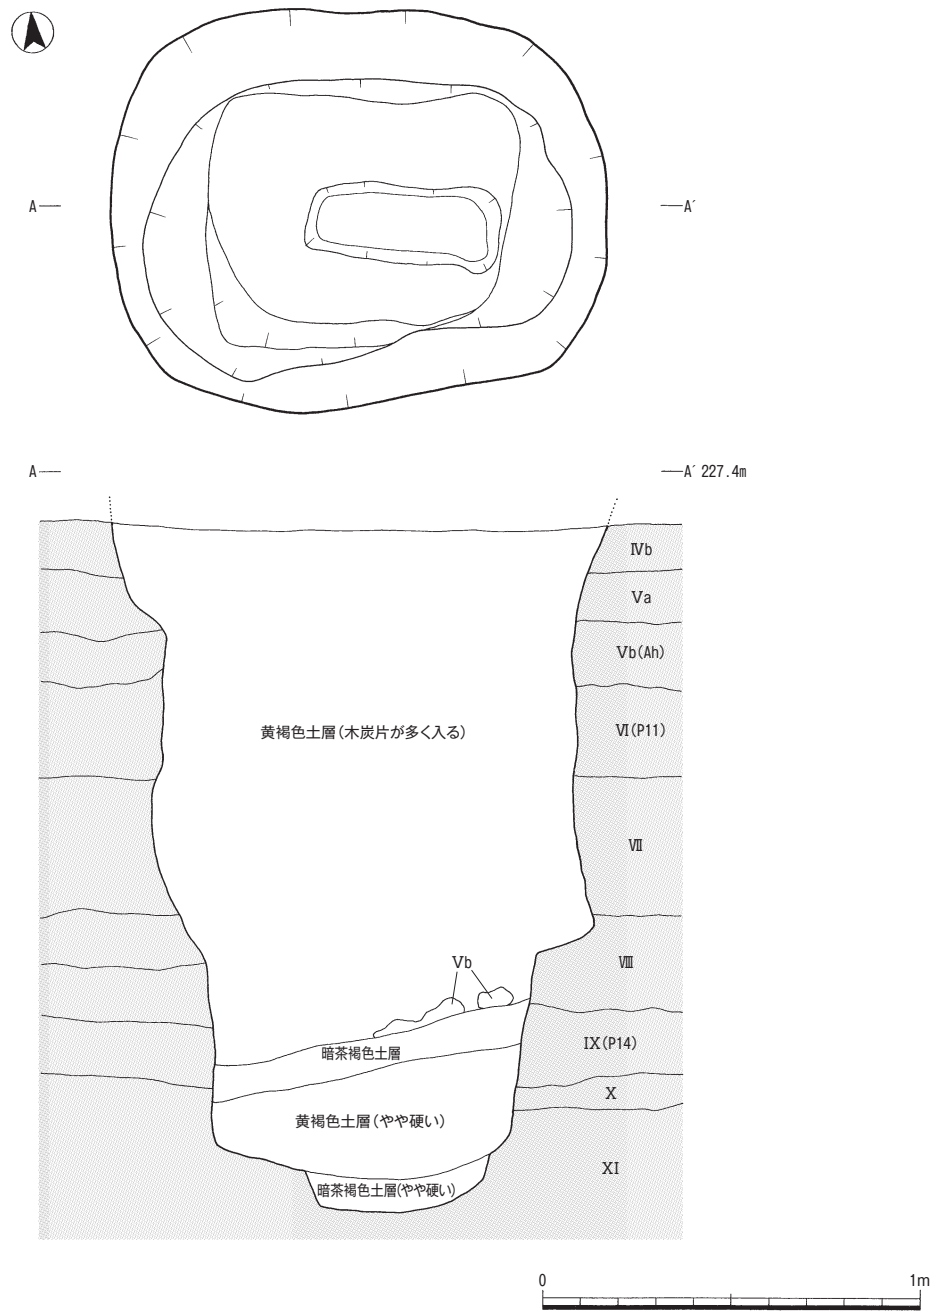 A
A´
A
A´ 227.4m
Ⅳb
Ⅴa
Ⅴb(Ah)
Ⅵ(P11)
黄褐色土層(木炭片が多く入る)
Ⅶ
Ⅴb
Ⅷ
Ⅸ(P14)
暗茶褐色土層
Ⅹ
黄褐色土層(やや硬い)
Ⅺ
暗茶褐色土層(やや硬い)
0
1m